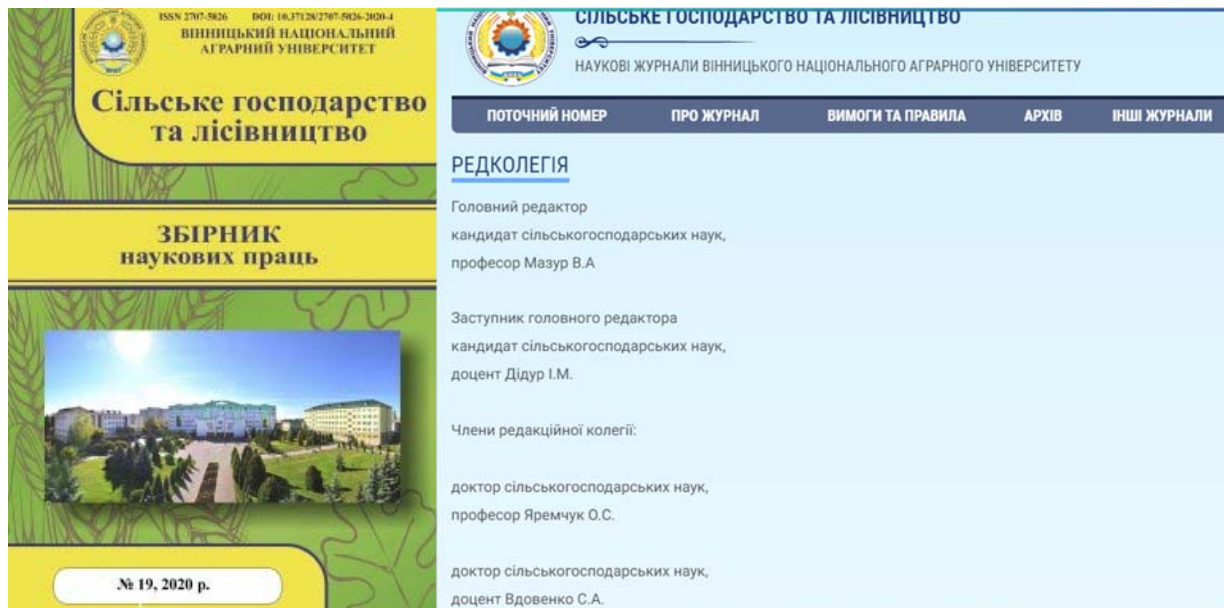 ISSN 2707-5826 DOI: 10.37128/2707-5826-2020-4
ВІННИЦЬКИЙ НАЦІОНАЛЬНИЙ
АГРАРНИЙ УНІВЕРСИТЕТ
Сільське господарство
та лісівництво
ЗБІРНИК
наукових праць
№ 19, 2020 р.
СІЛЬСЬКЕ ГОСПОДАРСТВО ТА ЛІСІВНИЦТВО
НАУКОВІ ЖУРНАЛИ ВІННИЦЬКОГО НАЦІОНАЛЬНОГО АГРАРНОГО УНІВЕРСИТЕТУ
ПОТОЧНИЙ НОМЕР ПРО ЖУРНАЛ ВИМОГИ ТА ПРАВИЛА АРХІВ ІНШІ ЖУРНАЛИ
РЕДКОЛЕГІЯ
Головний редактор
кандидат сільськогосподарських наук,
професор Мазур В.А
Заступник головного редактора
кандидат сільськогосподарських наук,
доцент Дідур І.М.
Члени редакційної колегії:
доктор сільськогосподарських наук,
професор Яремчук О.С.
доктор сільськогосподарських наук,
доцент Вдовенко С.А.